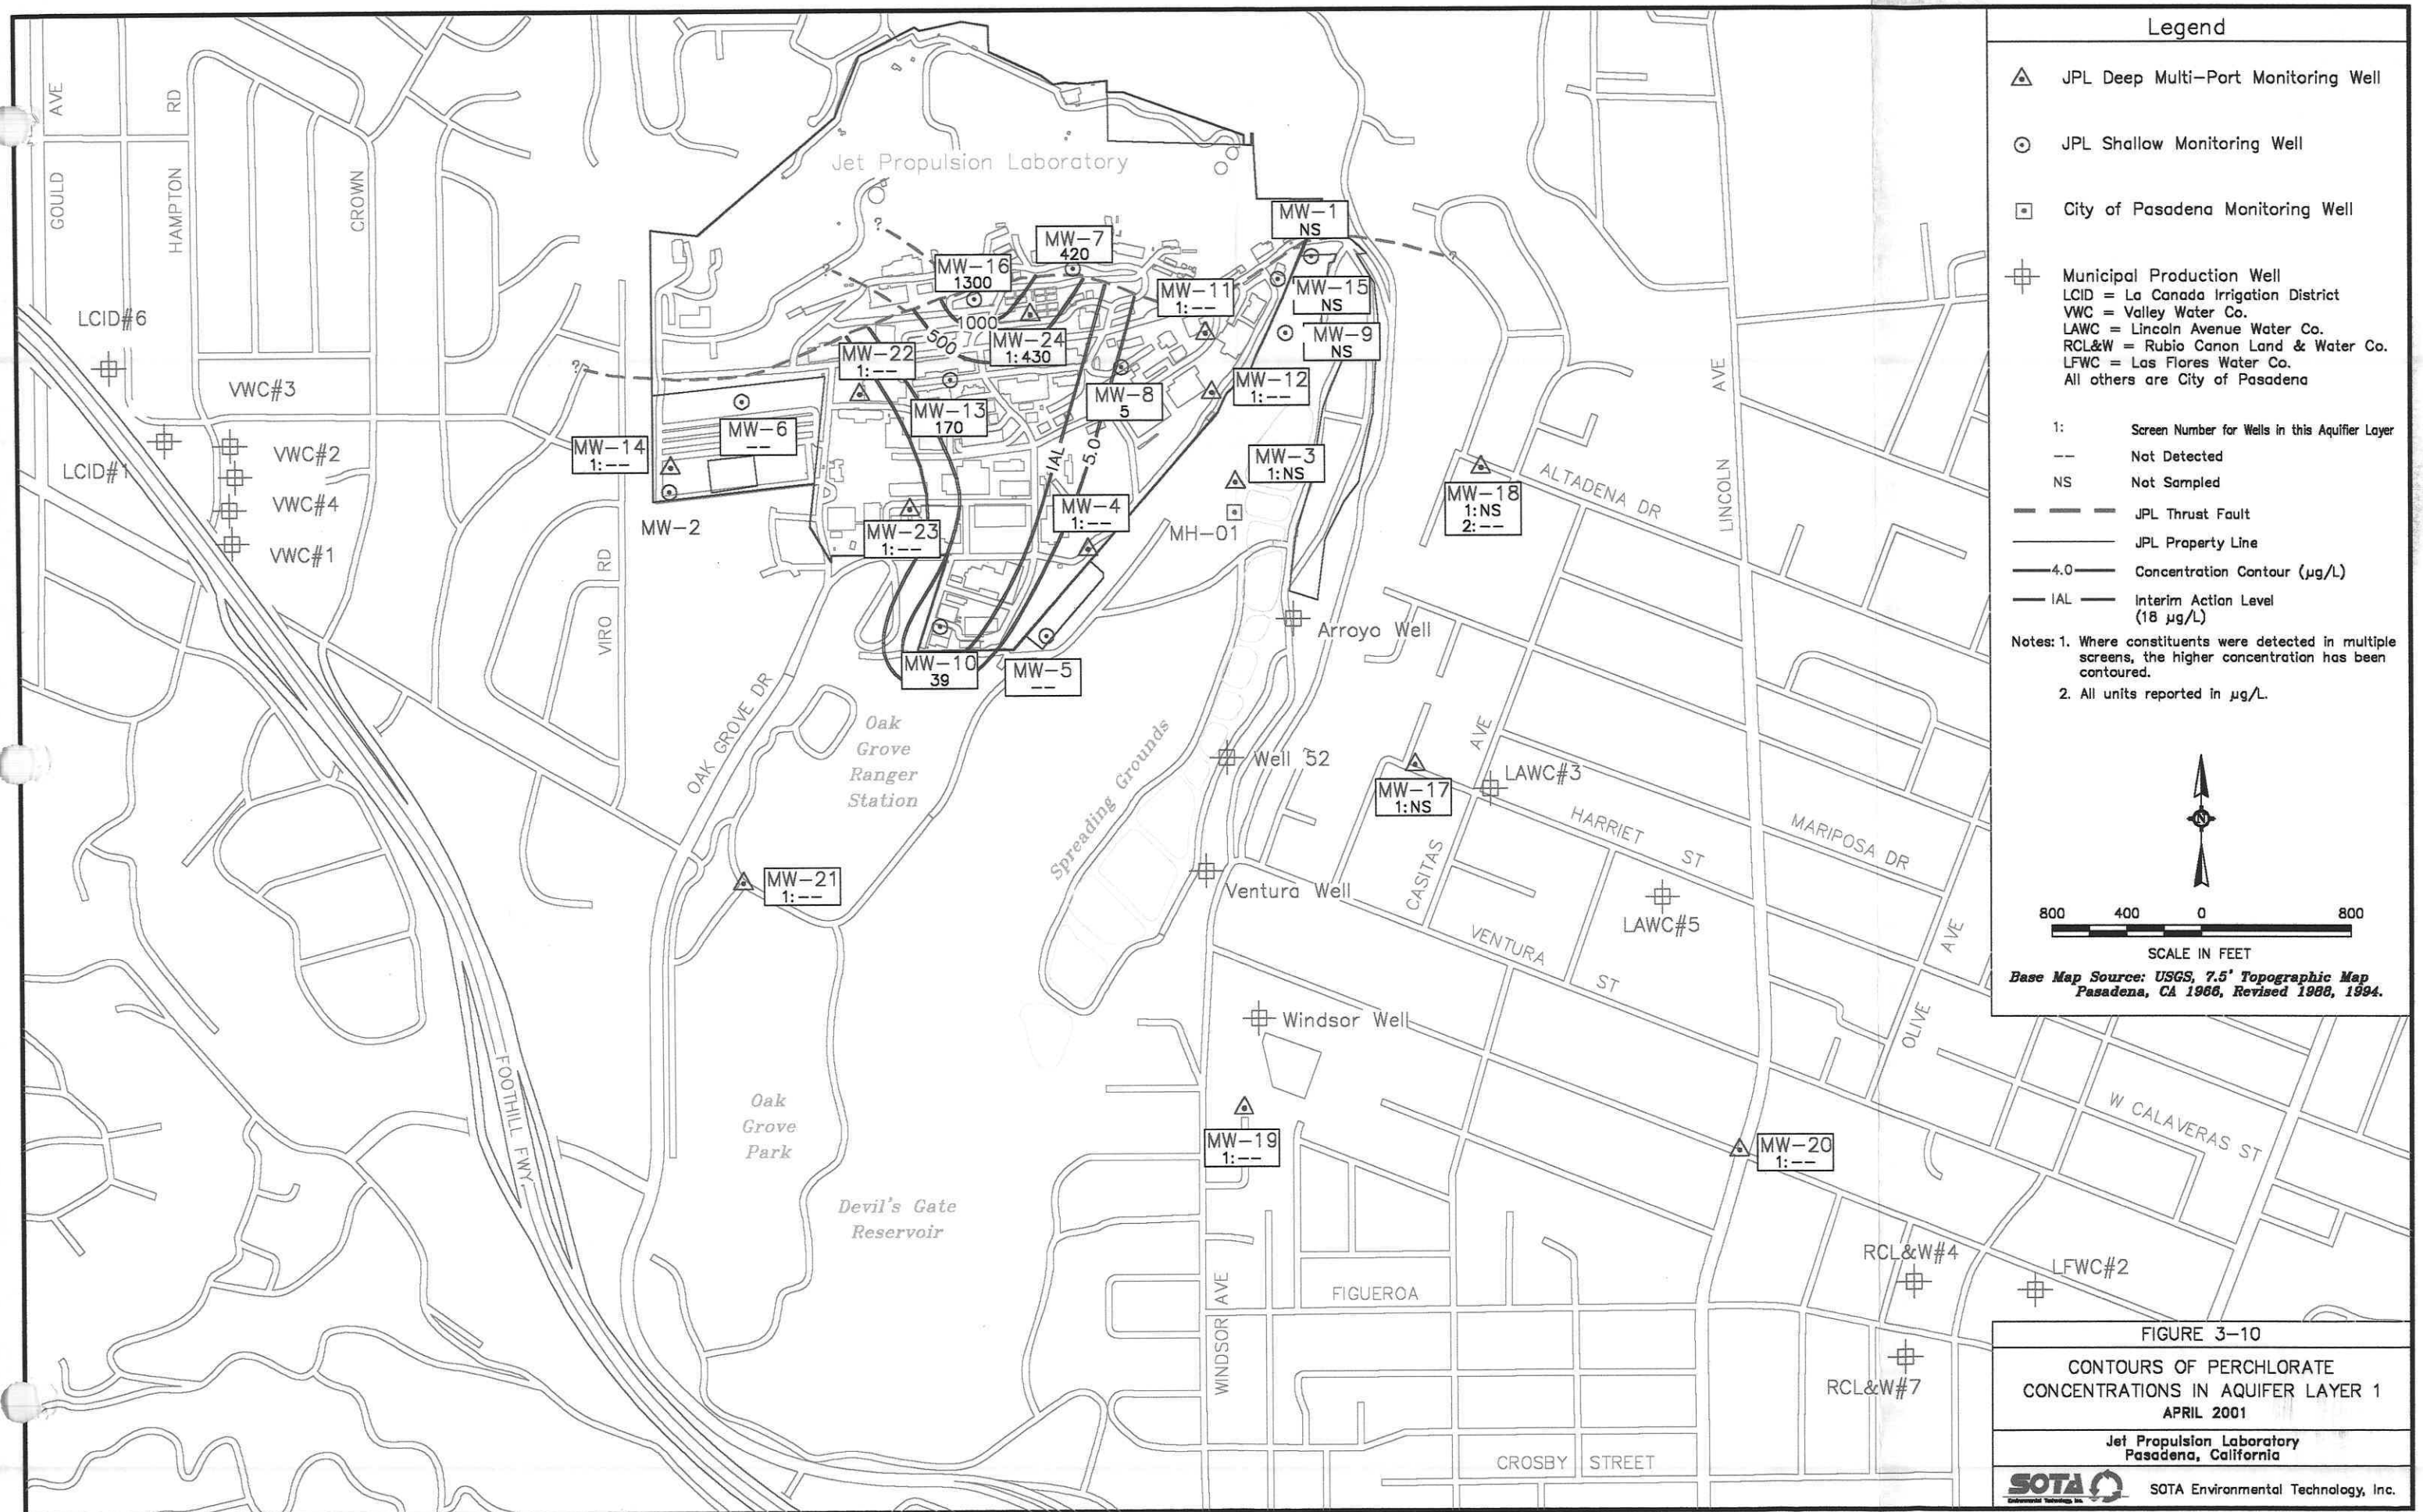 Legend
JPL Deep Multi-Port Monitoring Well
JPL Shallow Monitoring Well
City of Pasadena Monitoring Well
Municipal Production Well
LCID = La Canada Irrigation District
VWC = Valley Water Co.
LAWC = Lincoln Avenue Water Co.
RCL&W = Rubio Canon Land & Water Co.
LFWC = Las Flores Water Co.
All others are City of Pasadena
1: Screen Number for Wells in this Aquifier Layer
-- Not Detected
NS Not Sampled
JPL Thrust Fault
JPL Property Line
4.0 Concentration Contour (µg/L)
IAL Interim Action Level
(18 µg/L)
Notes: 1. Where constituents were detected in multiple
screens, the higher concentration has been
contoured.
2. All units reported in µg/L.
N
800 400 0 800
SCALE IN FEET
Base Map Source: USGS, 7.5' Topographic Map
Pasadena, CA 1966, Revised 1988, 1994.
FIGURE 3-10
CONTOURS OF PERCHLORATE
CONCENTRATIONS IN AQUIFER LAYER 1
APRIL 2001
Jet Propulsion Laboratory
Pasadena, California
SOTA
Environmental Technology, Inc.
SOTA Environmental Technology, Inc.
GOULD AVE
HAMPTON RD
CROWN
Jet Propulsion Laboratory
?
?
?
?
MW-1
NS
MW-7
420
MW-16
1300
MW-11
1:--
MW-15
NS
MW-9
NS
1000
500
MW-24
1:430
MW-22
1:--
MW-12
1:--
MW-8
5
MW-13
170
MW-6
--
MW-14
1:--
IAL
5.0
MW-3
1:NS
MW-18
1:NS
2:--
MW-4
1:--
MW-23
1:--
MW-2
MH-01
MW-10
39
MW-5
--
LCID#6
VWC#3
VWC#2
LCID#1
VWC#4
VWC#1
VIRO RD
ALTADENA DR
LINCOLN AVE
Arroyo Well
OAK GROVE DR
Oak
Grove
Ranger
Station
Spreading Grounds
Well 52
MW-17
1:NS
LAWC#3
CASITAS AVE
HARRIET ST
MARIPOSA DR
MW-21
1:--
Ventura Well
LAWC#5
VENTURA ST
OLIVE AVE
Windsor Well
FOOTHILL FWY
Oak
Grove
Park
MW-19
1:--
MW-20
1:--
W CALAVERAS ST
Devil's Gate
Reservoir
RCL&W#4
LFWC#2
WINDSOR AVE
FIGUEROA
RCL&W#7
CROSBY STREET